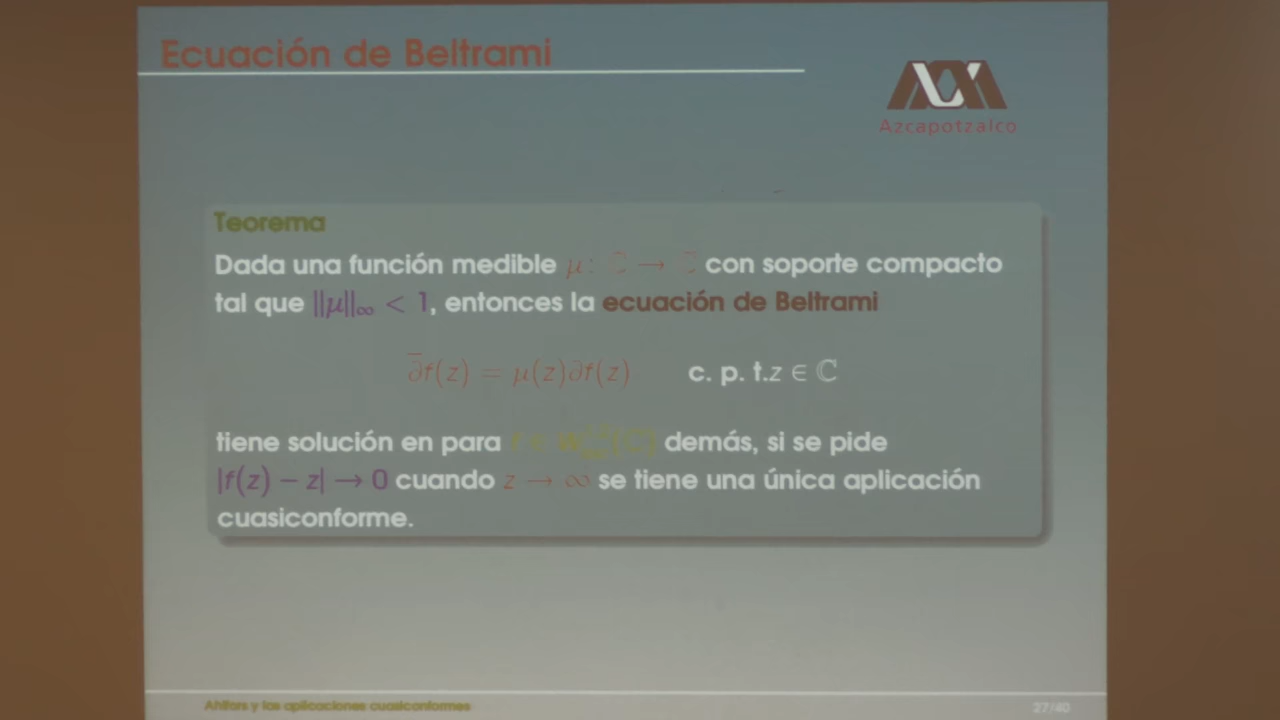 Ecuación de Beltrami
Azcapotzalco
Teorema
Dada una función medible μ: ℂ → ℂ con soporte compacto
tal que ||μ||∞ < 1, entonces la ecuación de Beltrami
∂̄f(z) = μ(z)∂f(z) c. p. t.z ∈ ℂ
tiene solución en para demás, si se pide
|f(z) − z| → 0 cuando z → ∞ se tiene una única aplicación
cuasiconforme.
Ahlfors y las aplicaciones cuasiconformes
27/40